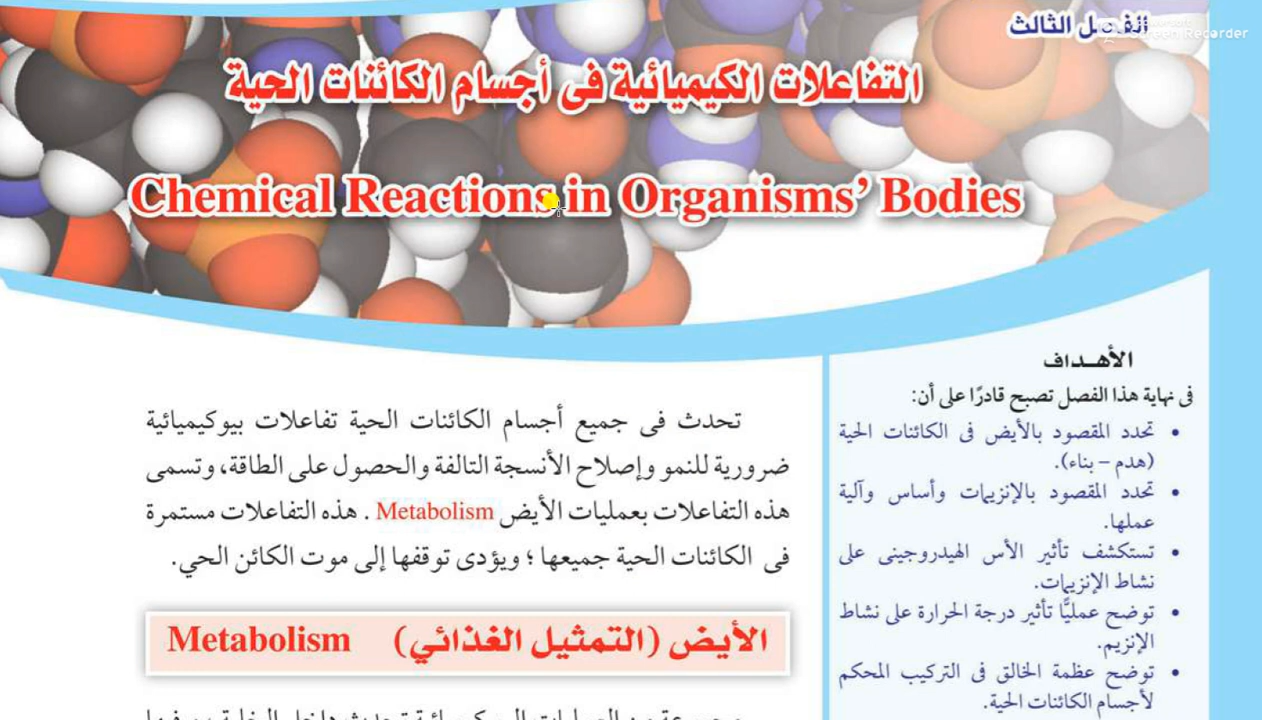 الفصل الثالث
Screen Recorder
التفاعلات الكيميائية فى أجسام الكائنات الحية
Chemical Reactions in Organisms’ Bodies
الأهـداف
فى نهاية هذا الفصل تصبح قادرًا على أن:
• تحدد المقصود بالأيض فى الكائنات الحية
(هدم – بناء).
• تحدد المقصود بالإنزيمات وأساس وآلية
عملها.
• تستكشف تأثير الأس الهيدروجينى على
نشاط الإنزيمات.
• توضح عمليًّا تأثير درجة الحرارة على نشاط
الإنزيم.
• توضح عظمة الخالق فى التركيب المحكم
لأجسام الكائنات الحية.
تحدث فى جميع أجسام الكائنات الحية تفاعلات بيوكيميائية
ضرورية للنمو وإصلاح الأنسجة التالفة والحصول على الطاقة، وتسمى
هذه التفاعلات بعمليات الأيض Metabolism . هذه التفاعلات مستمرة
فى الكائنات الحية جميعها ؛ ويؤدى توقفها إلى موت الكائن الحي.
الأيض (التمثيل الغذائي) Metabolism